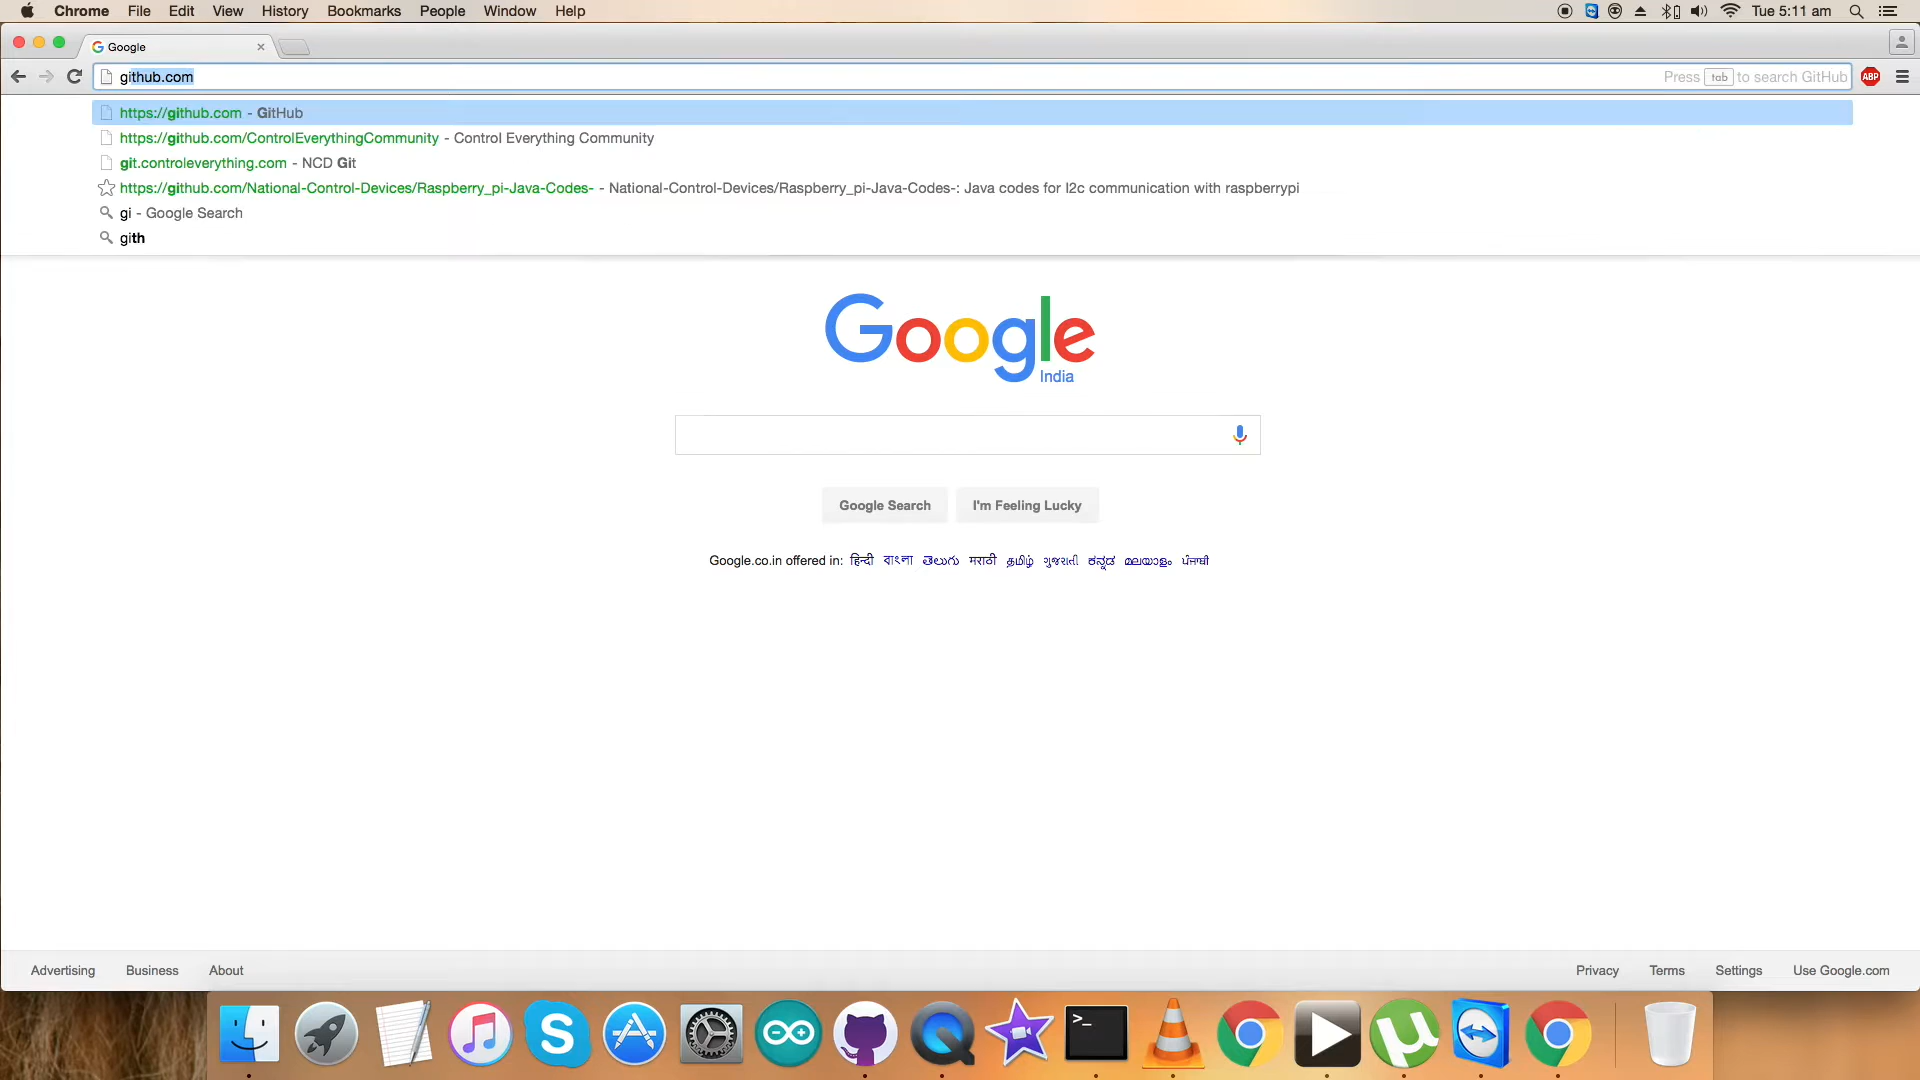 Chrome File Edit View History Bookmarks People Window Help Tue 5:11 am
Google
github.com Press tab to search GitHub ABP
https://github.com - GitHub
https://github.com/ControlEverythingCommunity - Control Everything Community
git.controleverything.com - NCD Git
https://github.com/National-Control-Devices/Raspberry_pi-Java-Codes- - National-Control-Devices/Raspberry_pi-Java-Codes-: Java codes for I2c communication with raspberrypi
gi - Google Search
gith
Google
India
Google Search I'm Feeling Lucky
Google.co.in offered in: हिन्दी বাংলা తెలుగు मराठी தமிழ் ગુજરાતી ಕನ್ನಡ മലയാളം ਪੰਜਾਬੀ
Advertising Business About Privacy Terms Settings Use Google.com
S >_ µ